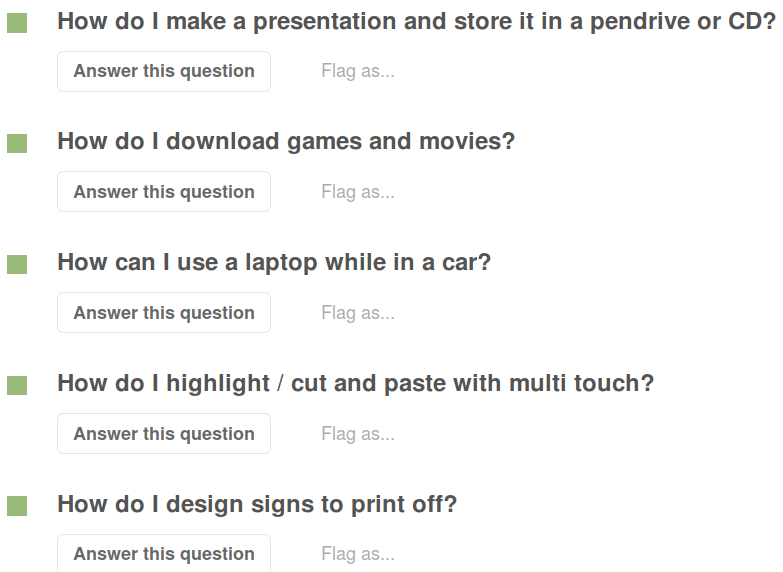 How do I make a presentation and store it in a pendrive or CD?
Answer this question Flag as...
How do I download games and movies?
Answer this question Flag as...
How can I use a laptop while in a car?
Answer this question Flag as...
How do I highlight / cut and paste with multi touch?
Answer this question Flag as...
How do I design signs to print off?
Answer this question Flag as...